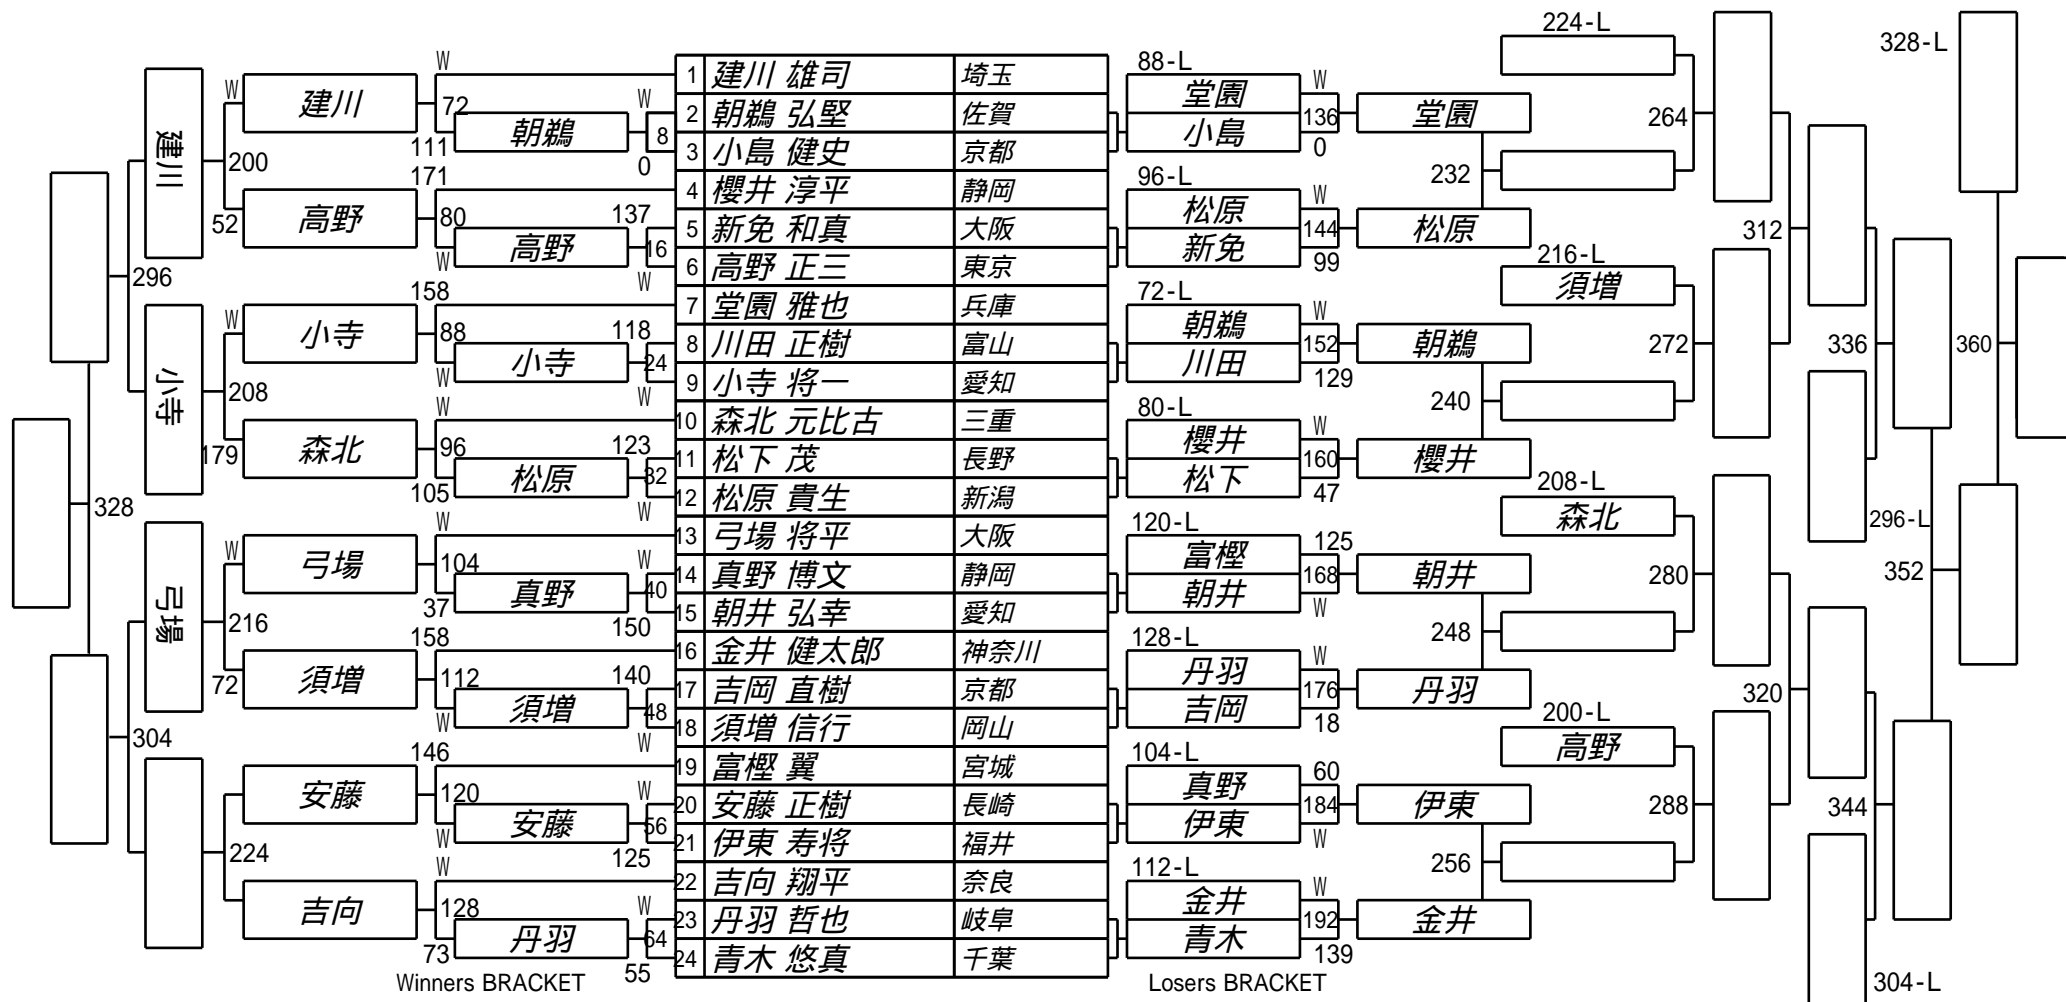 224-L
328-L
W
1 建川 雄司 埼玉
88-L
W 建川 72 W
堂園 W
2 朝鵜 弘堅 佐賀
136 堂園 264
朝鵜 8
小島
建川
111 0 3 小島 健史 京都 0
200 171
4 櫻井 淳平 静岡
96-L
232
52 高野 80 137
松原 W
5 新免 和真 大阪
144 松原 312
高野 16
新免
W W 6 高野 正三 東京 99
216-L
296
158 7 堂園 雅也 兵庫
72-L
須増
W 小寺 88 118
朝鵜 W
8 川田 正樹 富山
152 朝鵜 272 336 360
小寺 24
川田
W W 9 小寺 将一 愛知 129
小寺
208 W
10 森北 元比古 三重
80-L
240
179 森北 96 123
櫻井 W
11 松下 茂 長野
160 櫻井
松原 32
松下
105 W 12 松原 貴生 新潟 47
208-L
328
W 13 弓場 将平 大阪
120-L
森北
296-L
W 弓場 104 W
富樫 125
14 真野 博文 静岡
168 朝井 280 352
真野 40
朝井
弓場
37 150 15 朝井 弘幸 愛知 W
216 158
16 金井 健太郎 神奈川
128-L
248
72 須増 112 140
丹羽 W
17 吉岡 直樹 京都
176 丹羽 320
須増 48
吉岡
W W 18 須増 信行 岡山 18
200-L
304
146 19 富樫 翼 宮城
104-L
高野
安藤 120 W
真野 60
20 安藤 正樹 長崎
184 伊東 288 344
安藤 56
伊東
W 125 21 伊東 寿将 福井 W
224 W
22 吉向 翔平 奈良
112-L
256
吉向 128 W
金井 W
23 丹羽 哲也 岐阜
192 金井
丹羽 64
青木
73 55 24 青木 悠真 千葉 139
Winners BRACKET
Losers BRACKET
304-L